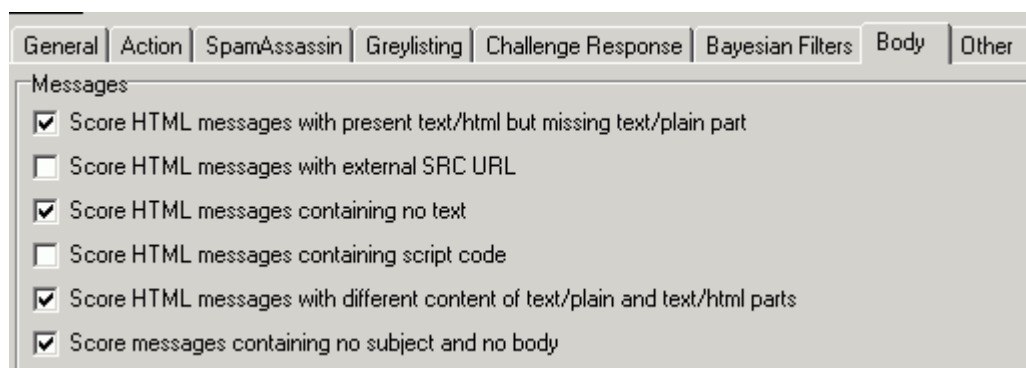 General Action SpamAssassin Greylisting Challenge Response Bayesian Filters Body Other
Messages
Score HTML messages with present text/html but missing text/plain part
Score HTML messages with external SRC URL
Score HTML messages containing no text
Score HTML messages containing script code
Score HTML messages with different content of text/plain and text/html parts
Score messages containing no subject and no body